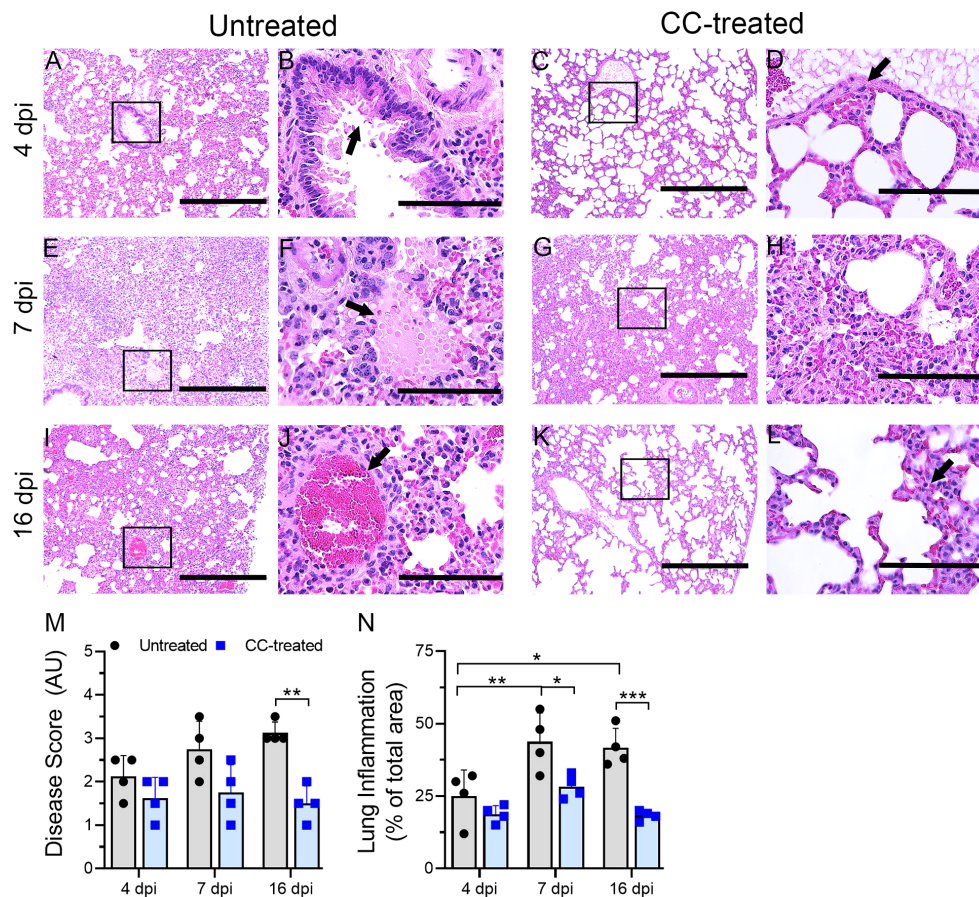 Untreated CC-treated
4 dpi
A B C D
7 dpi
E F G H
16 dpi
I J K L
M N
Untreated CC-treated
Disease Score (AU)
5
4
3
2
1
0
**
4 dpi 7 dpi 16 dpi
Lung Inflammation
(% of total area)
75
50
25
0
*
** * ***
4 dpi 7 dpi 16 dpi